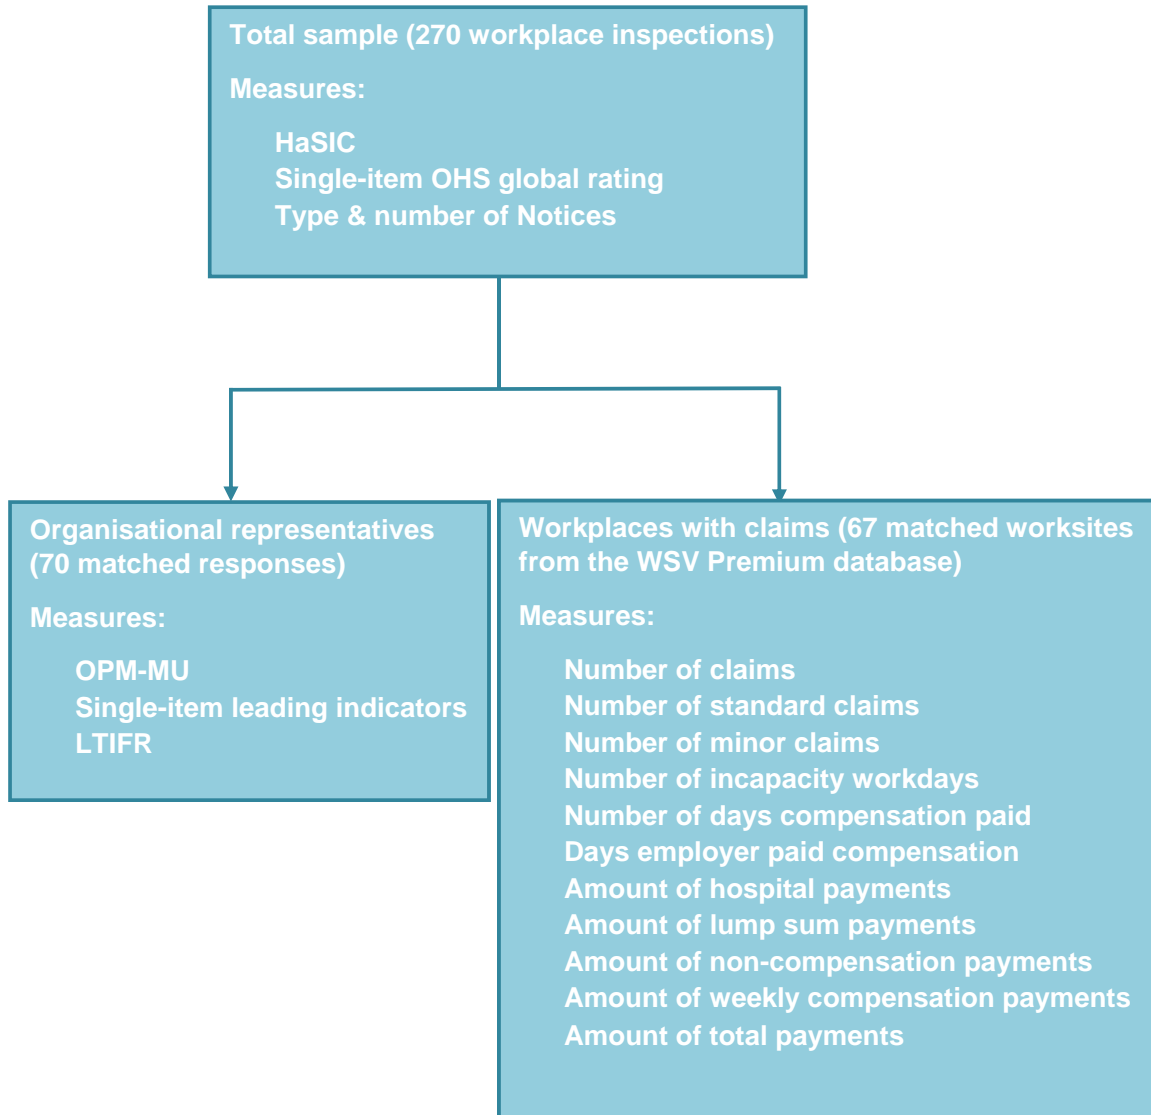 Total sample (270 workplace inspections)
Measures:
HaSIC
Single-item OHS global rating
Type & number of Notices
Organisational representatives
(70 matched responses)
Measures:
OPM-MU
Single-item leading indicators
LTIFR
Workplaces with claims (67 matched worksites
from the WSV Premium database)
Measures:
Number of claims
Number of standard claims
Number of minor claims
Number of incapacity workdays
Number of days compensation paid
Days employer paid compensation
Amount of hospital payments
Amount of lump sum payments
Amount of non-compensation payments
Amount of weekly compensation payments
Amount of total payments